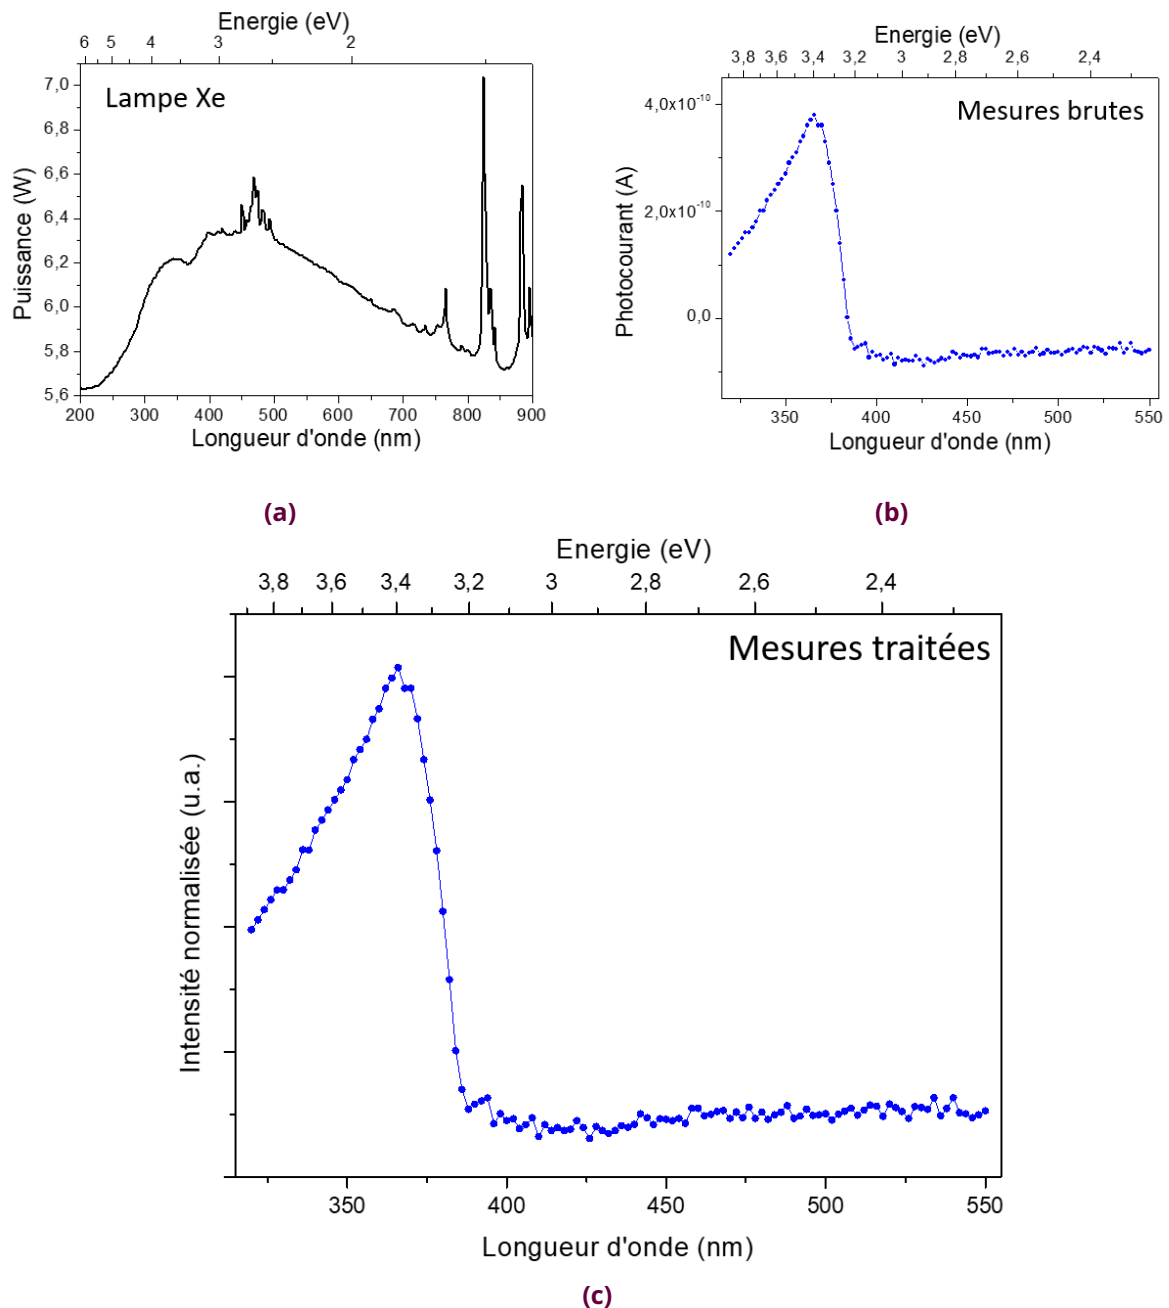 Energie (eV)
6 5 4 3 2
7,0
6,8
6,6
6,4
6,2
6,0
5,8
5,6
Puissance (W)
Lampe Xe
200 300 400 500 600 700 800 900
Longueur d'onde (nm)
(a)
Energie (eV)
3,8 3,6 3,4 3,2 3 2,8 2,6 2,4
4,0x10⁻¹⁰
2,0x10⁻¹⁰
0,0
Photocourant (A)
Mesures brutes
350 400 450 500 550
Longueur d'onde (nm)
(b)
Energie (eV)
3,8 3,6 3,4 3,2 3 2,8 2,6 2,4
Mesures traitées
Intensité normalisée (u.a.)
350 400 450 500 550
Longueur d'onde (nm)
(c)